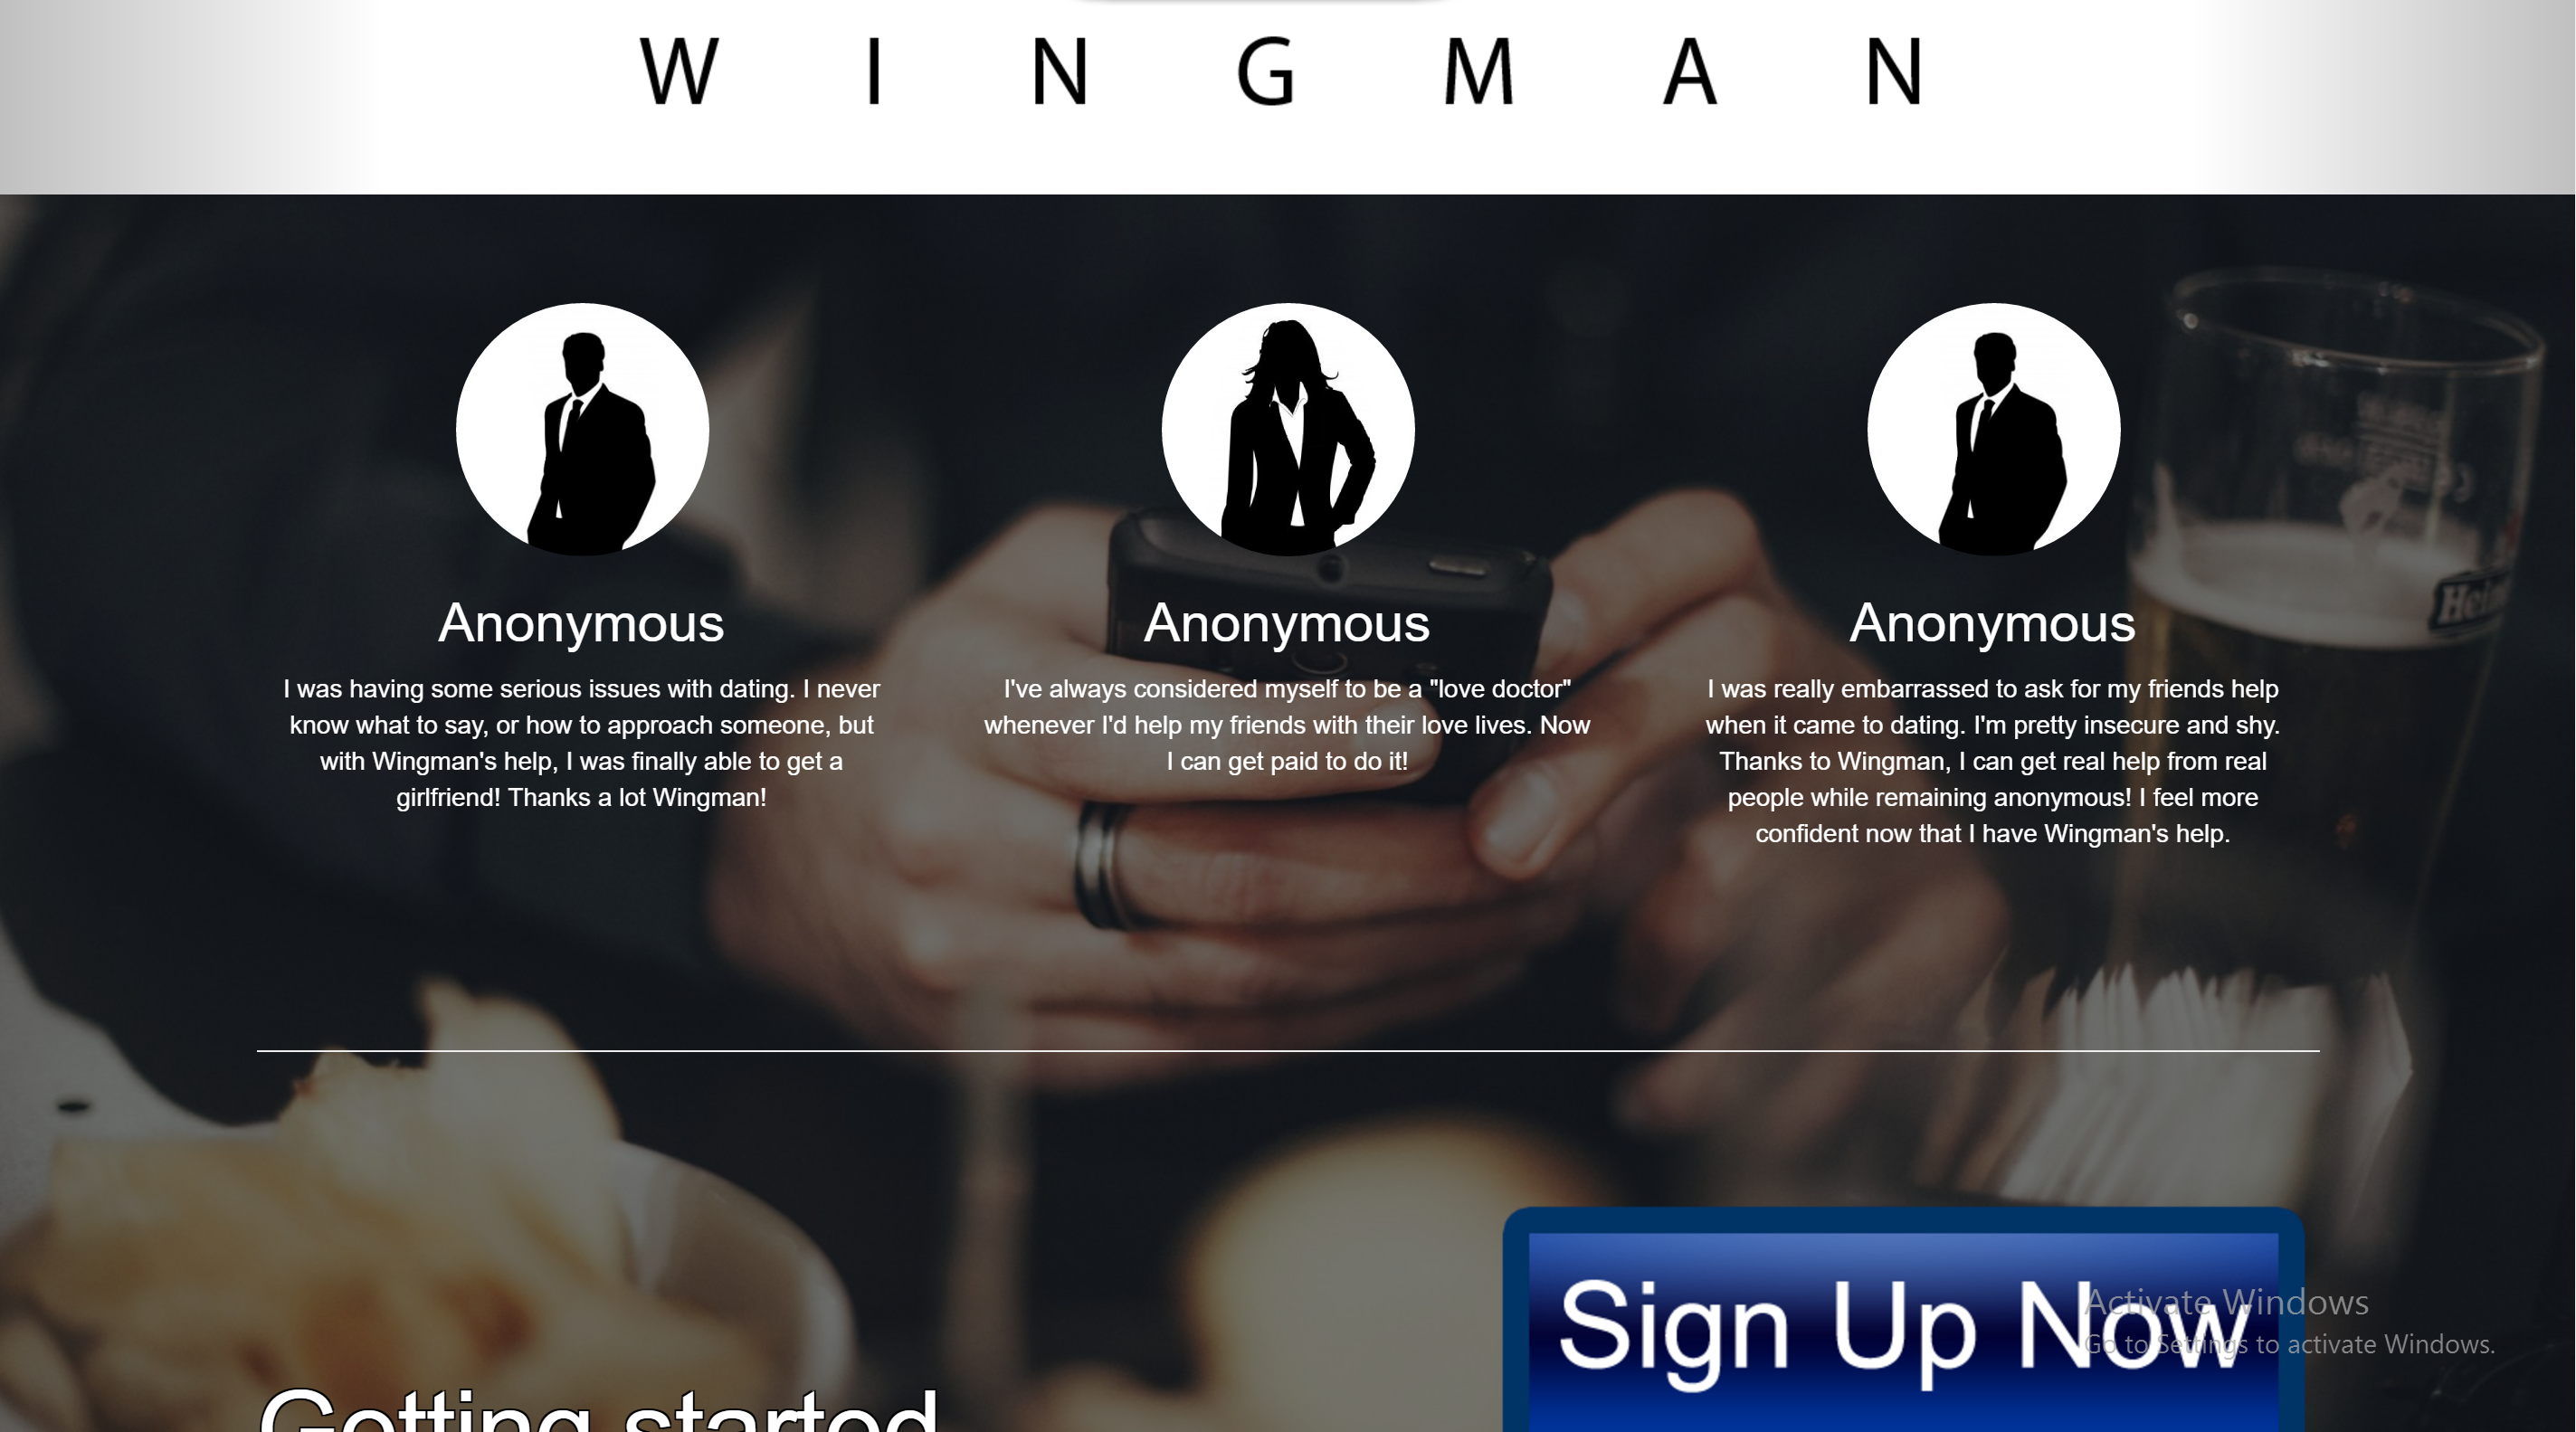 W I N G M A N
Anonymous
I was having some serious issues with dating. I never
know what to say, or how to approach someone, but
with Wingman's help, I was finally able to get a
girlfriend! Thanks a lot Wingman!
Anonymous
I've always considered myself to be a "love doctor"
whenever I'd help my friends with their love lives. Now
I can get paid to do it!
Anonymous
I was really embarrassed to ask for my friends help
when it came to dating. I'm pretty insecure and shy.
Thanks to Wingman, I can get real help from real
people while remaining anonymous! I feel more
confident now that I have Wingman's help.
Sign Up Now
Activate Windows
Go to Settings to activate Windows.
Getting started